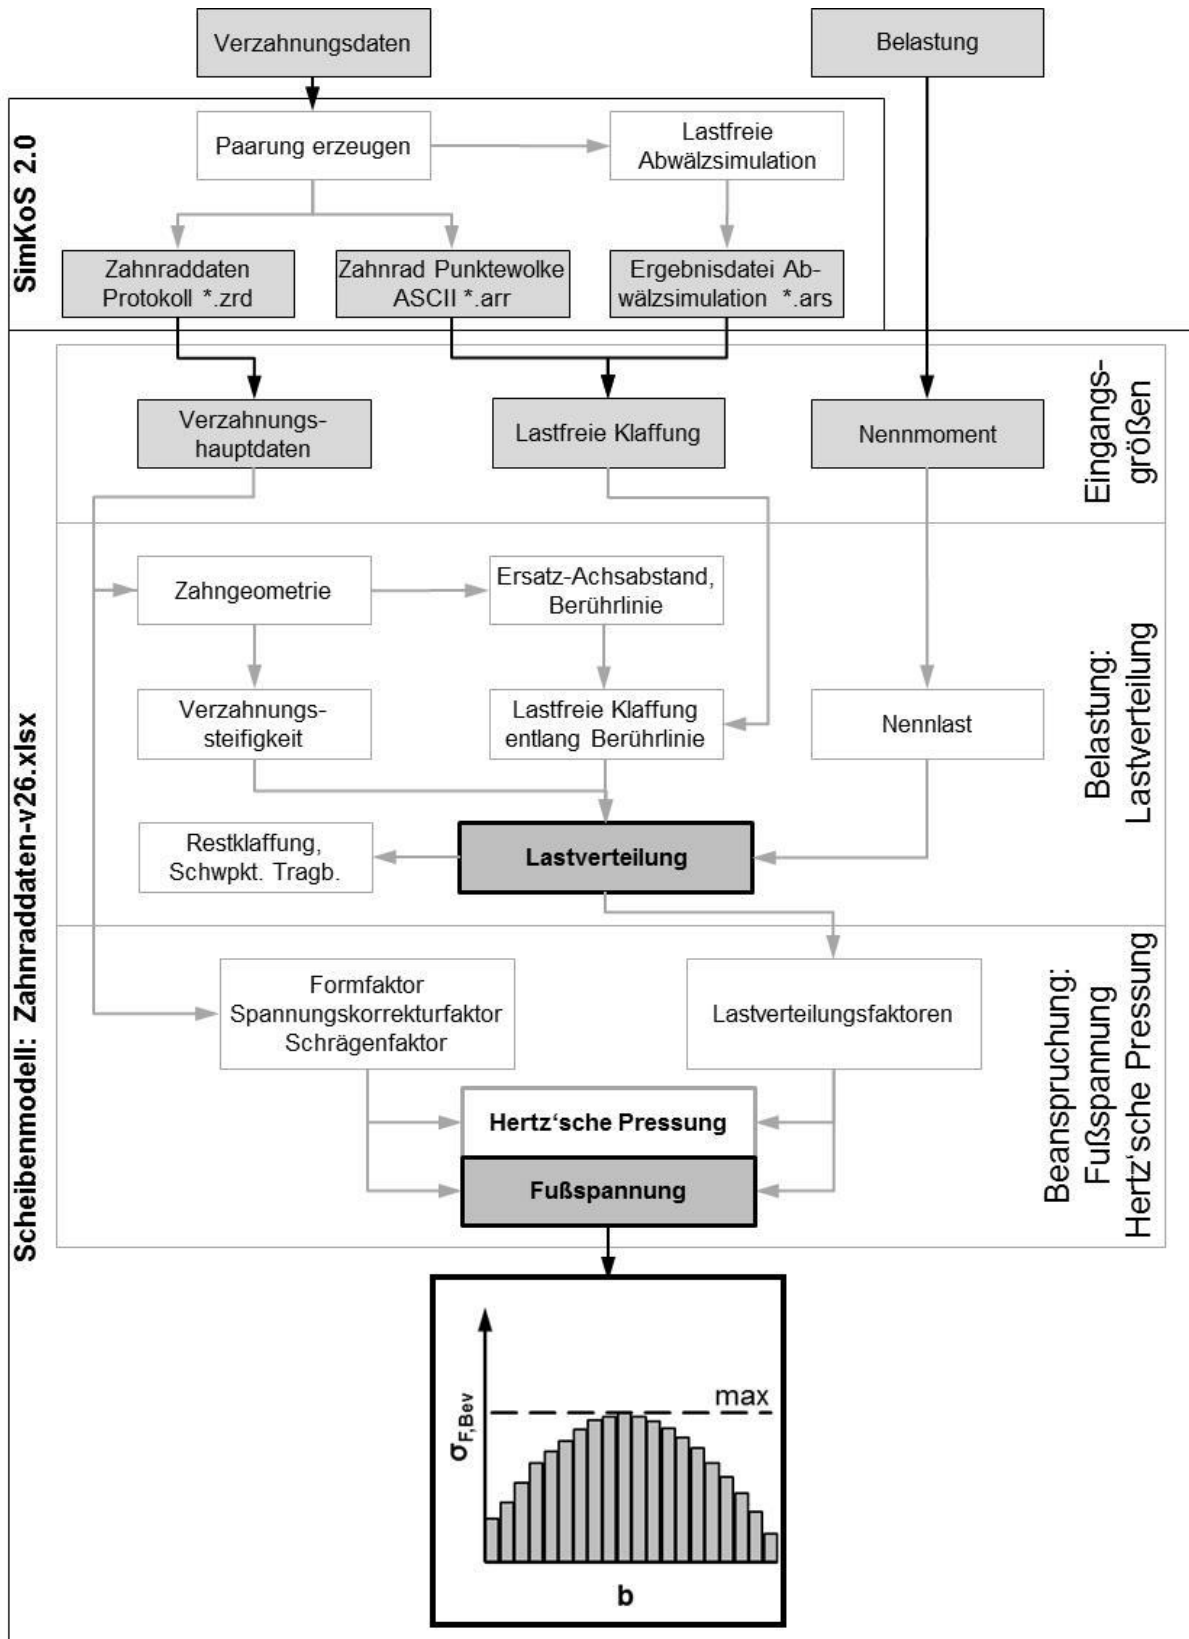 Verzahnungsdaten
Belastung
SimKoS 2.0
Paarung erzeugen
Lastfreie
Abwälzsimulation
Zahnraddaten
Protokoll *.zrd
Zahnrad Punktewolke
ASCII *.arr
Ergebnisdatei Ab-
wälzsimulation *.ars
Scheibenmodell: Zahnraddaten-v26.xlsx
Eingangs-
größen
Verzahnungs-
hauptdaten
Lastfreie Klaffung
Nennmoment
Belastung:
Lastverteilung
Zahngeometrie
Ersatz-Achsabstand,
Berührlinie
Verzahnungs-
steifigkeit
Lastfreie Klaffung
entlang Berührlinie
Nennlast
Restklaffung,
Schwpkt. Tragb.
Lastverteilung
Beanspruchung:
Fußspannung
Hertz‘sche Pressung
Formfaktor
Spannungskorrekturfaktor
Schrägenfaktor
Lastverteilungsfaktoren
Hertz‘sche Pressung
Fußspannung
σF,Bev
max
b